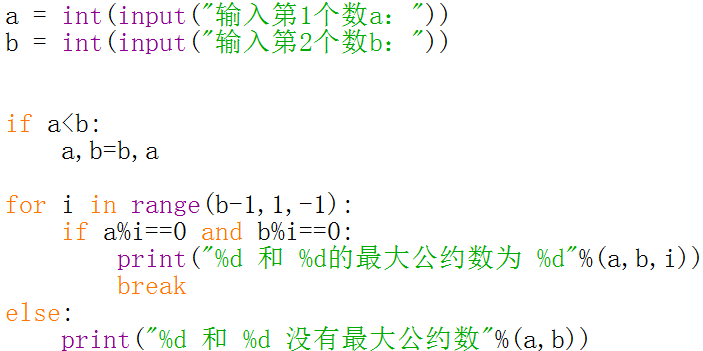 a = int(input("输入第1个数a: "))
b = int(input("输入第2个数b: "))
if a<b:
    a,b=b,a
for i in range(b-1,1,-1):
    if a%i==0 and b%i==0:
        print("%d 和 %d的最大公约数为 %d"%(a,b,i))
        break
else:
    print("%d 和 %d 没有最大公约数"%(a,b))